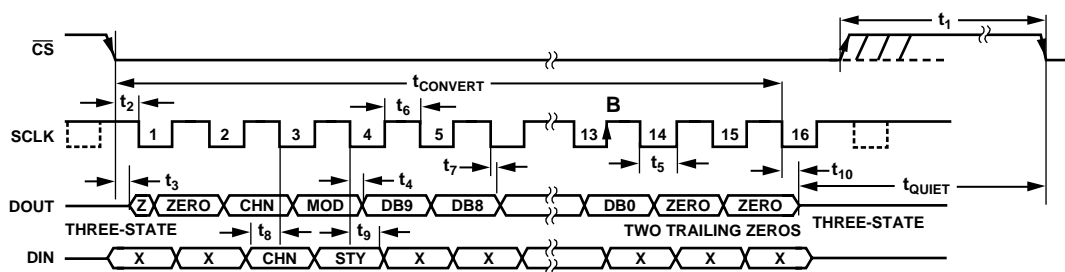 t1
CS
tCONVERT
t2 t6 B
SCLK 1 2 3 4 5 13 14 15 16
t7 t5 t10
t3 t4 tQUIET
DOUT Z ZERO CHN MOD DB9 DB8 DB0 ZERO ZERO
THREE-STATE t8 t9 TWO TRAILING ZEROS THREE-STATE
DIN X X CHN STY X X X X X